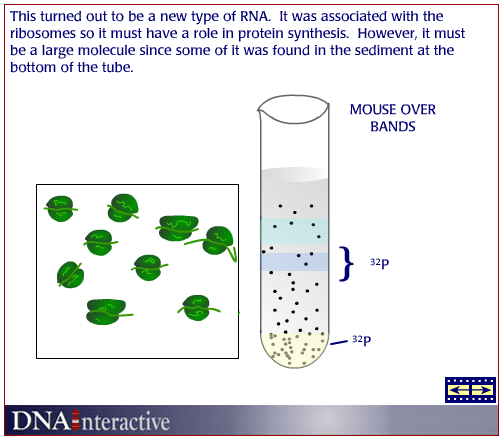 This turned out to be a new type of RNA. It was associated with the
ribosomes so it must have a role in protein synthesis. However, it must
be a large molecule since some of it was found in the sediment at the
bottom of the tube.
MOUSE OVER
BANDS
32P
32P
DNAinteractive